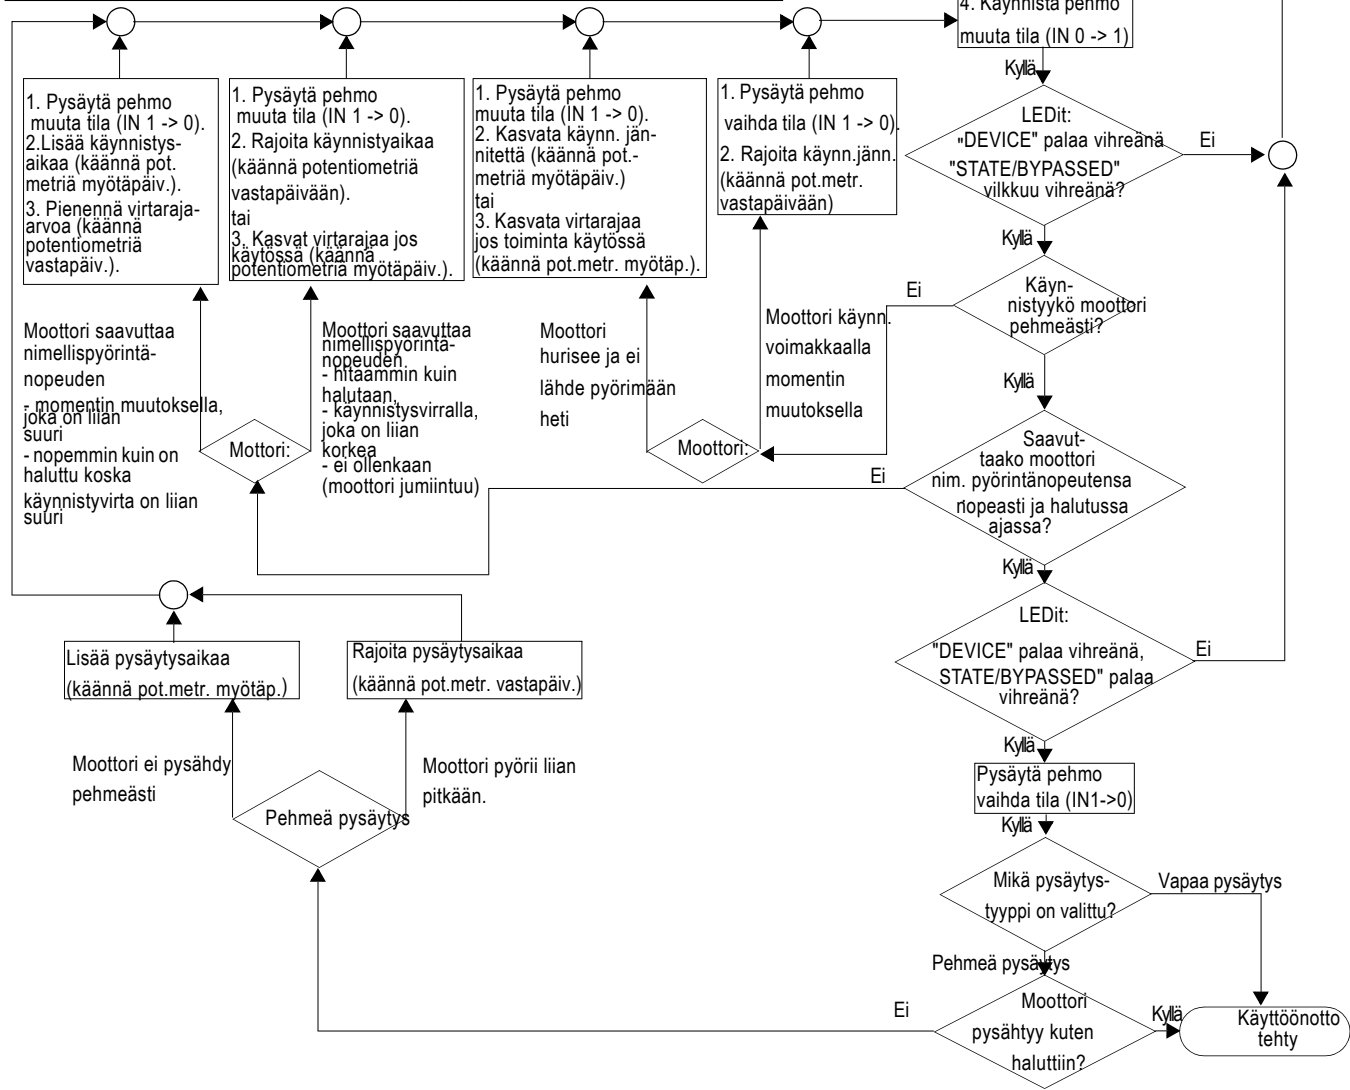 4. Käynnistä pehmo
muuta tila (IN 0 -> 1)
Kyllä
1. Pysäytä pehmo
muuta tila (IN 1 -> 0).
2.Lisää käynnistys-
aikaa (käännä pot.
metriä myötäpäiv.).
3. Pienennä virtaraja-
arvoa (käännä
potentiometriä
vastapäiv.).
1. Pysäytä pehmo
muuta tila (IN 1 -> 0).
2. Rajoita käynnistyaikaa
(käännä potentiometriä
vastapäivään).
tai
3. Kasvat virtarajaa jos
käytössä (käännä
potentiometriä myötäpäiv.).
1. Pysäytä pehmo
muuta tila (IN 1 -> 0).
2. Kasvata käynn. jän-
nitettä (käännä pot.-
metriä myötäpäiv.)
tai
3. Kasvata virtarajaa
jos toiminta käytössä
(käännä pot.metr. myötäp.).
1. Pysäytä pehmo
vaihda tila (IN 1 -> 0).
2. Rajoita käynn.jänn.
(käännä pot.metr.
vastapäivään)
LEDit:
"DEVICE" palaa vihreänä
"STATE/BYPASSED"
vilkkuu vihreänä?
Ei
Kyllä
Käyn-
nistyykö moottori
pehmeästi?
Ei
Kyllä
Moottori saavuttaa
nimellispyörintä-
nopeuden
- momentin muutoksella,
joka on liian
suuri
- nopemmin kuin on
haluttu koska
käynnistyvirta on liian
suuri
Mottori:
Moottori saavuttaa
nimellispyörintä-
nopeuden
- hitaammin kuin
halutaan,
- käynnistysvirralla,
joka on liian
korkea
- ei ollenkaan
(moottori jumiintuu)
Moottori
hurisee ja ei
lähde pyörimään
heti
Moottori:
Moottori käynn.
voimakkaalla
momentin
muutoksella
Saavut-
taako moottori
nim. pyörintänopeutensa
nopeasti ja halutussa
ajassa?
Ei
Kyllä
LEDit:
"DEVICE" palaa vihreänä,
STATE/BYPASSED" palaa
vihreänä?
Ei
Kyllä
Lisää pysäytysaikaa
(käännä pot.metr. myötäp.)
Rajoita pysäytysaikaa
(käännä pot.metr. vastapäiv.)
Moottori ei pysähdy
pehmeästi
Pehmeä pysäytys
Moottori pyörii liian
pitkään.
Pysäytä pehmo
vaihda tila (IN1->0)
Kyllä
Mikä pysäytys-
tyyppi on valittu?
Vapaa pysäytys
Pehmeä pysäytys
Moottori
pysähtyy kuten
haluttiin?
Ei
Kyllä
Käyttöönotto
tehty